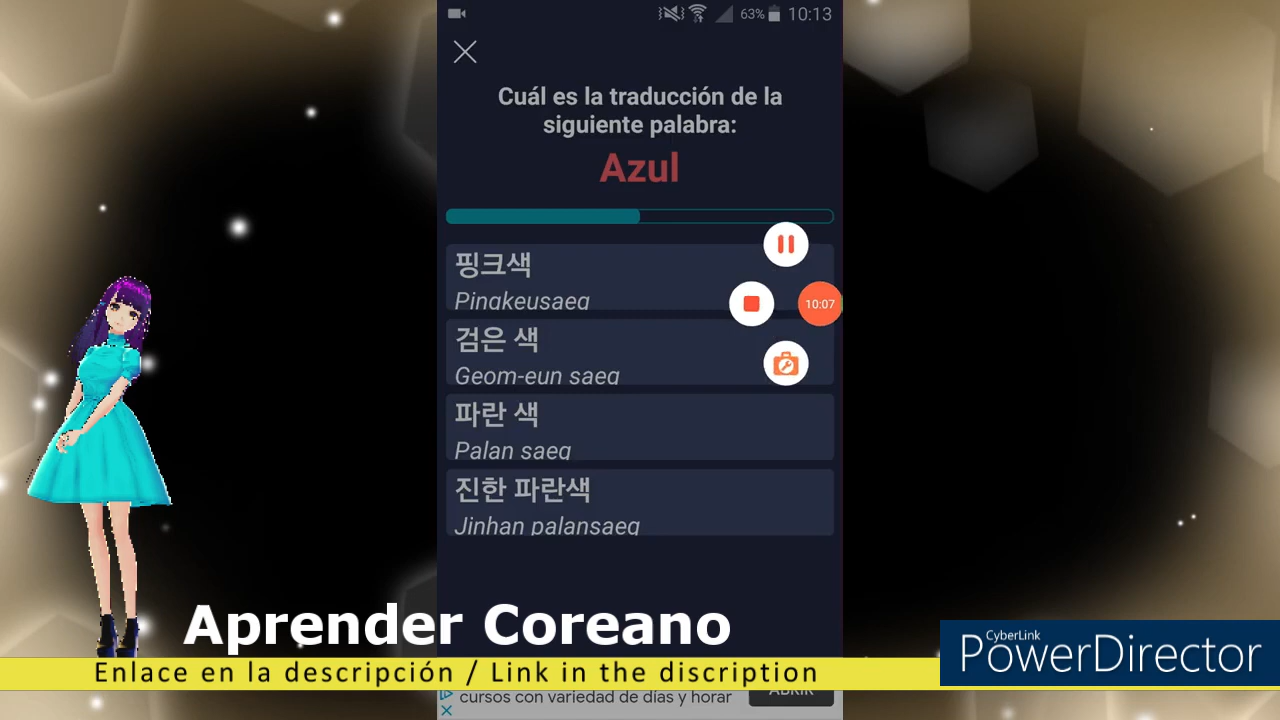 63% 10:13
Cuál es la traducción de la
siguiente palabra:
Azul
핑크색
Pingkeusaeg
10:07
검은 색
Geom-eun saeg
파란 색
Palan saeg
진한 파란색
Jinhan palansaeg
Aprender Coreano
CyberLink
PowerDirector
Enlace en la descripción / Link in the discription
cursos con variedad de días y horar
ABRIR